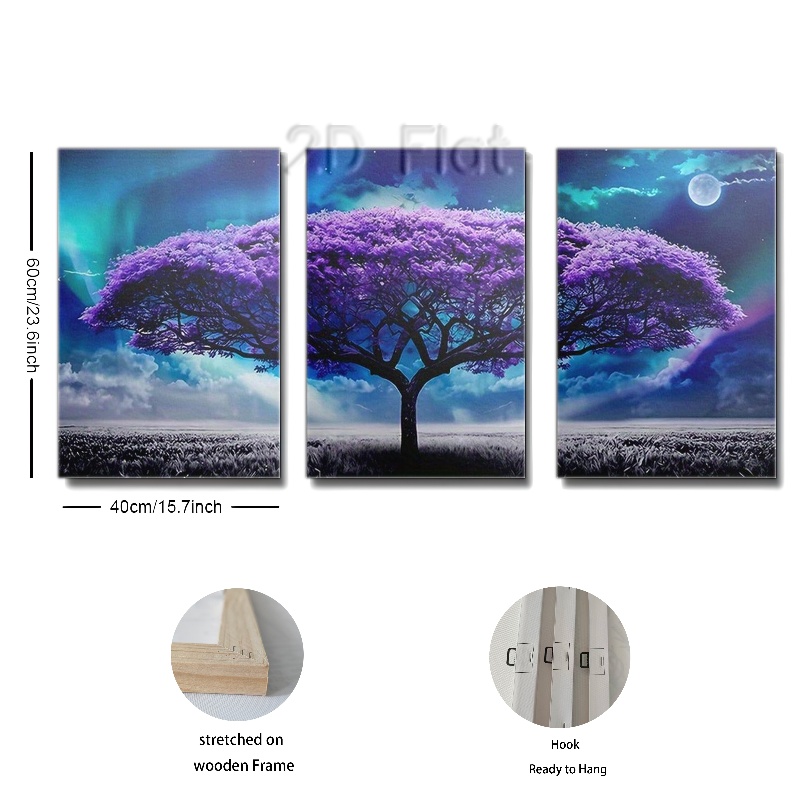 2D Flat
60cm/23.6inch
40cm/15.7inch
stretched on
wooden Frame
Hook
Ready to Hang